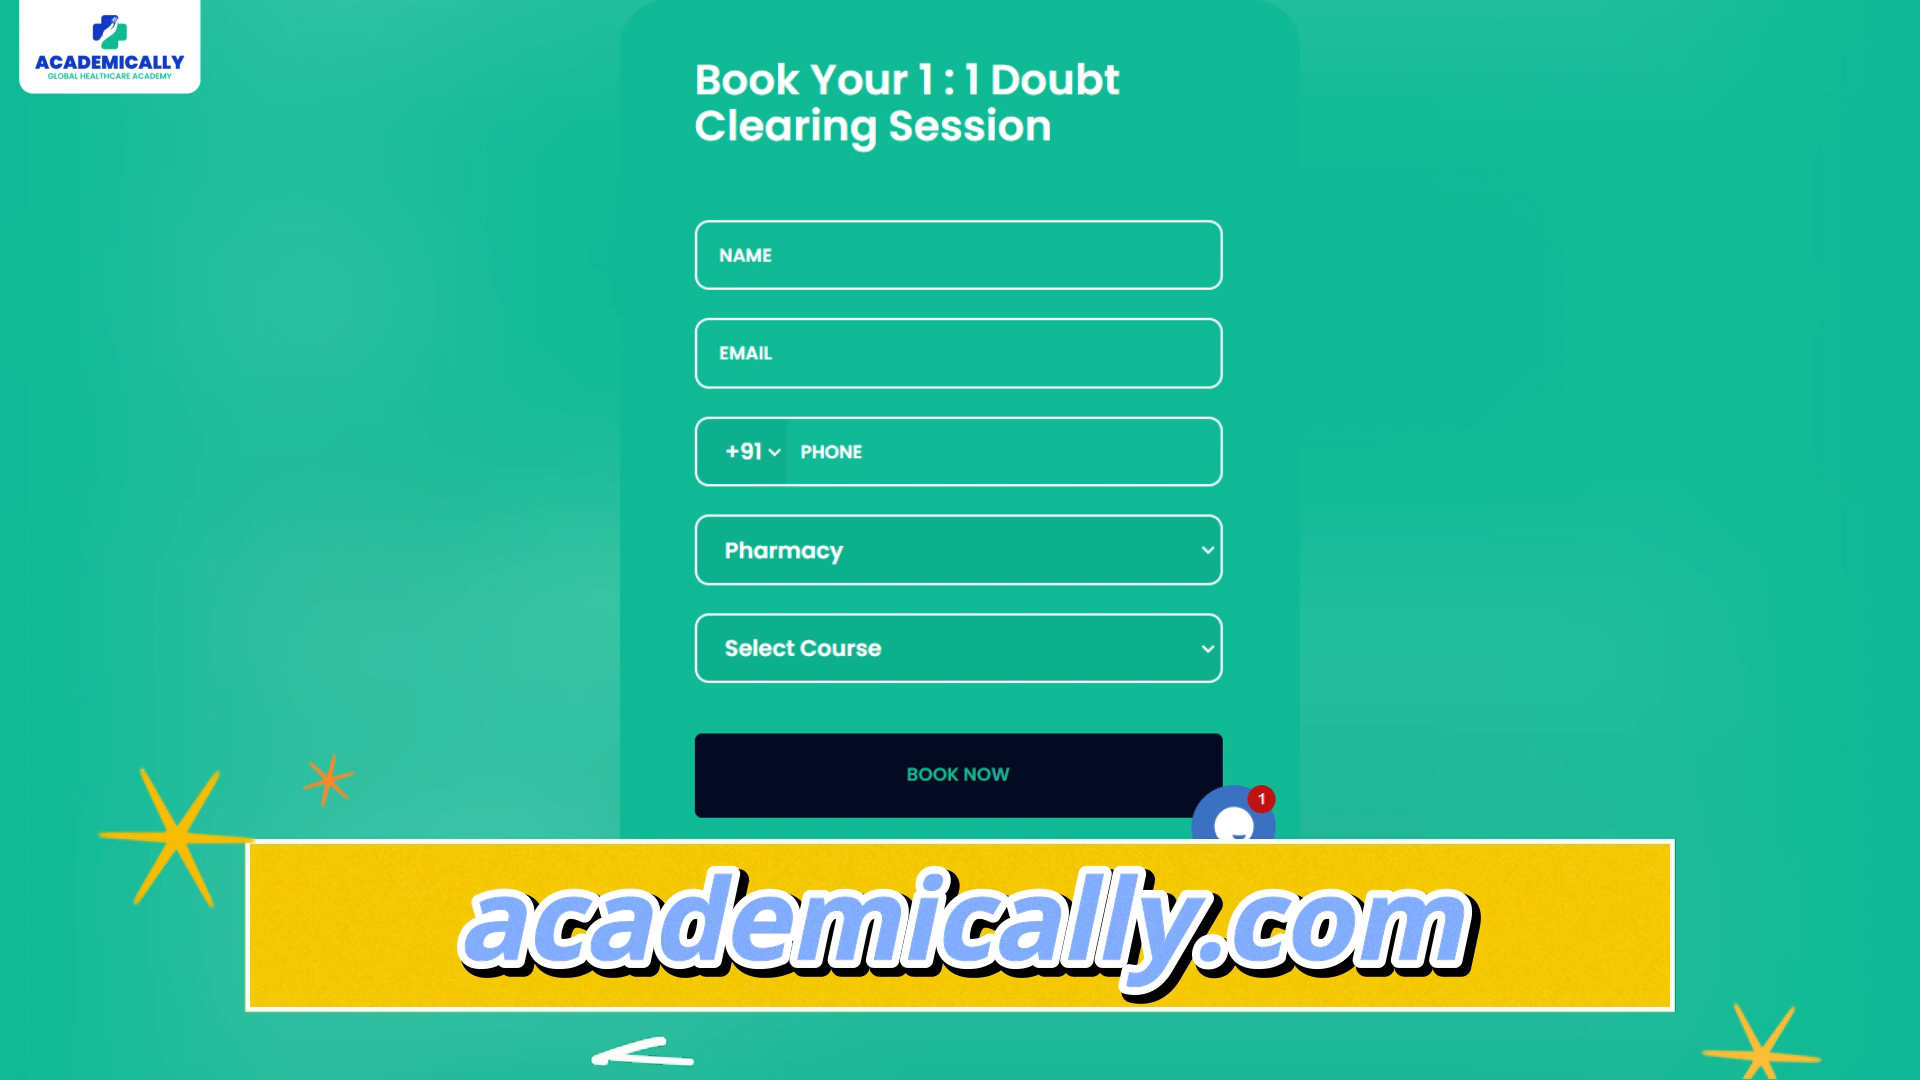 ACADEMICALLY
GLOBAL HEALTHCARE ACADEMY
Book Your 1 : 1 Doubt
Clearing Session
NAME
EMAIL
+91 PHONE
Pharmacy
Select Course
BOOK NOW
1
academically.com